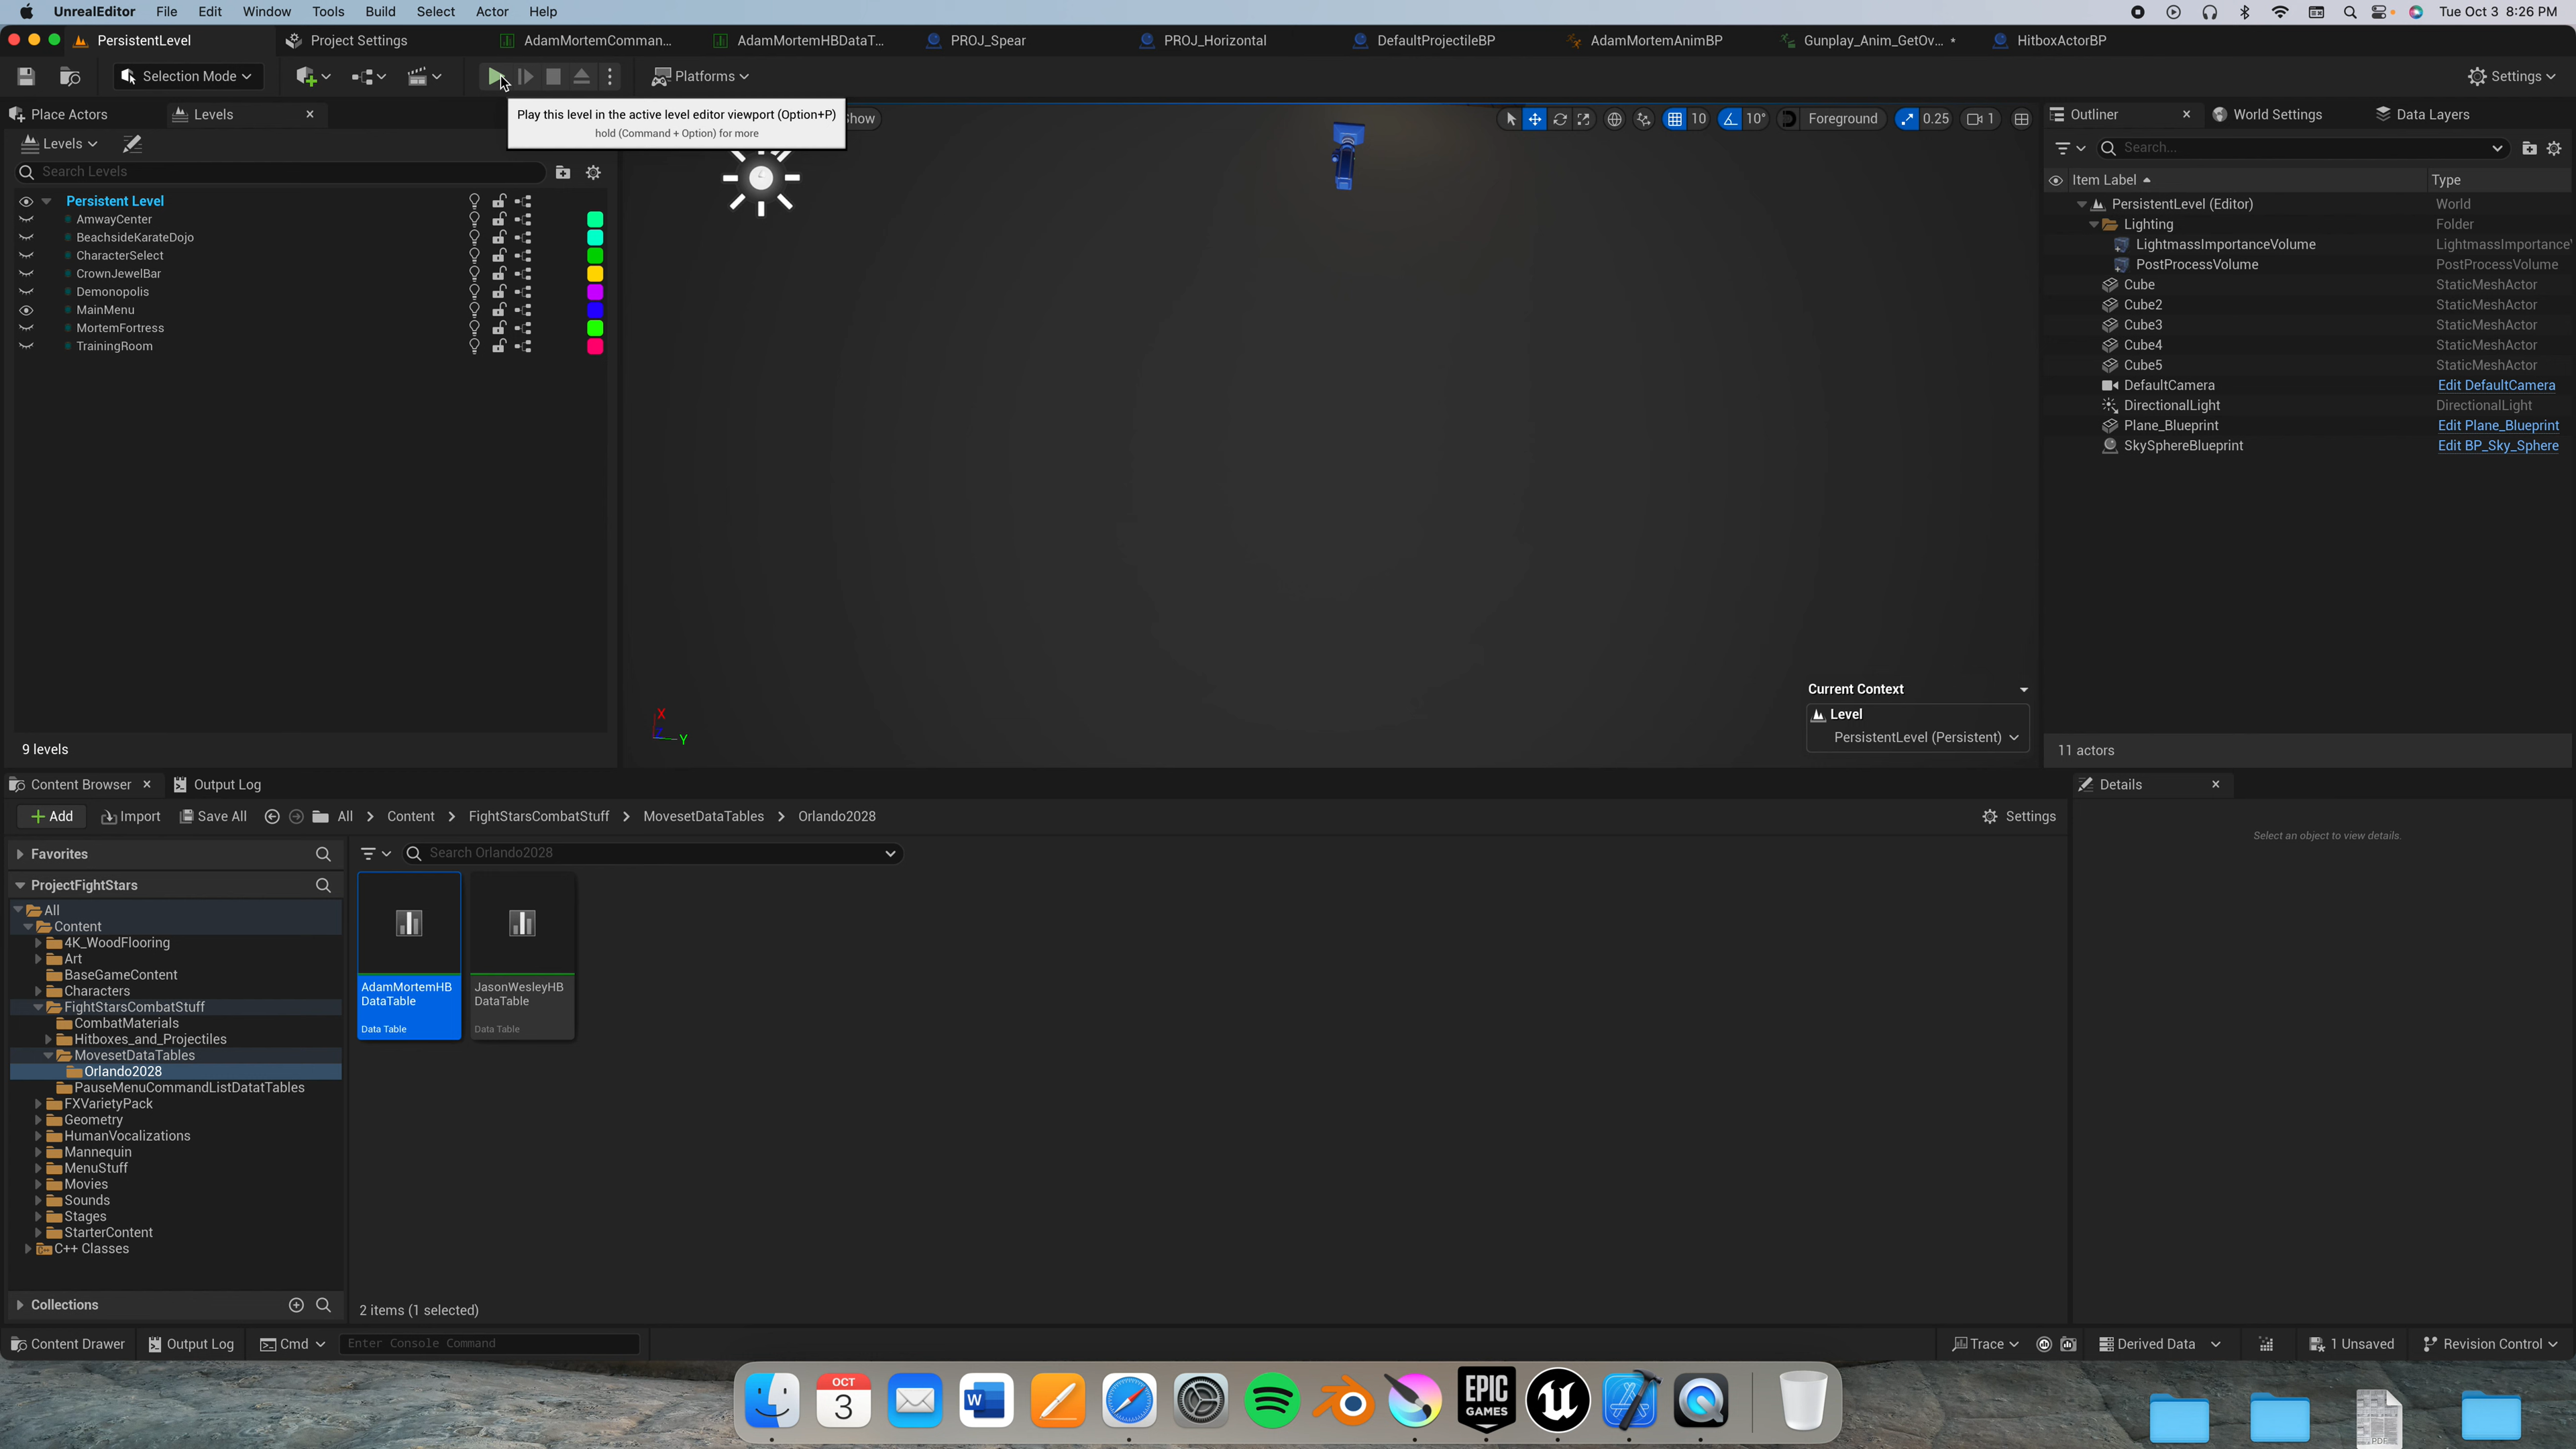 UnrealEditor File Edit Window Tools Build Select Actor Help Tue Oct 3 8:26 PM
PersistentLevel Project Settings AdamMortemComman... AdamMortemHBDataT... PROJ_Spear PROJ_Horizontal DefaultProjectileBP AdamMortemAnimBP Gunplay_Anim_GetOv... * HitboxActorBP
Selection Mode Platforms Settings
Place Actors Levels
Play this level in the active level editor viewport (Option+P)
hold (Command + Option) for more
Show 10 10° Foreground 0.25 1
Outliner World Settings Data Layers
Levels
Search...
Search Levels
Item Label Type
Persistent Level
AmwayCenter
BeachsideKarateDojo
CharacterSelect
CrownJewelBar
Demonopolis
MainMenu
MortemFortress
TrainingRoom
PersistentLevel (Editor) World
Lighting Folder
LightmassImportanceVolume LightmassImportanceV
PostProcessVolume PostProcessVolume
Cube StaticMeshActor
Cube2 StaticMeshActor
Cube3 StaticMeshActor
Cube4 StaticMeshActor
Cube5 StaticMeshActor
DefaultCamera Edit DefaultCamera
DirectionalLight DirectionalLight
Plane_Blueprint Edit Plane_Blueprint
SkySphereBlueprint Edit BP_Sky_Sphere
X
Y
Current Context
Level
PersistentLevel (Persistent)
9 levels
11 actors
Content Browser Output Log
Details
Add Import Save All All Content FightStarsCombatStuff MovesetDataTables Orlando2028 Settings
Select an object to view details.
Favorites
Search Orlando2028
ProjectFightStars
All
Content
4K_WoodFlooring
Art
BaseGameContent
Characters
FightStarsCombatStuff
CombatMaterials
Hitboxes_and_Projectiles
MovesetDataTables
Orlando2028
PauseMenuCommandListDatatTables
FXVarietyPack
Geometry
HumanVocalizations
Mannequin
MenuStuff
Movies
Sounds
Stages
StarterContent
C++ Classes
AdamMortemHB
DataTable
Data Table
JasonWesleyHB
DataTable
Data Table
Collections
2 items (1 selected)
Content Drawer Output Log Cmd Enter Console Command Trace Derived Data 1 Unsaved Revision Control
OCT
3
W
EPIC
GAMES
PDF